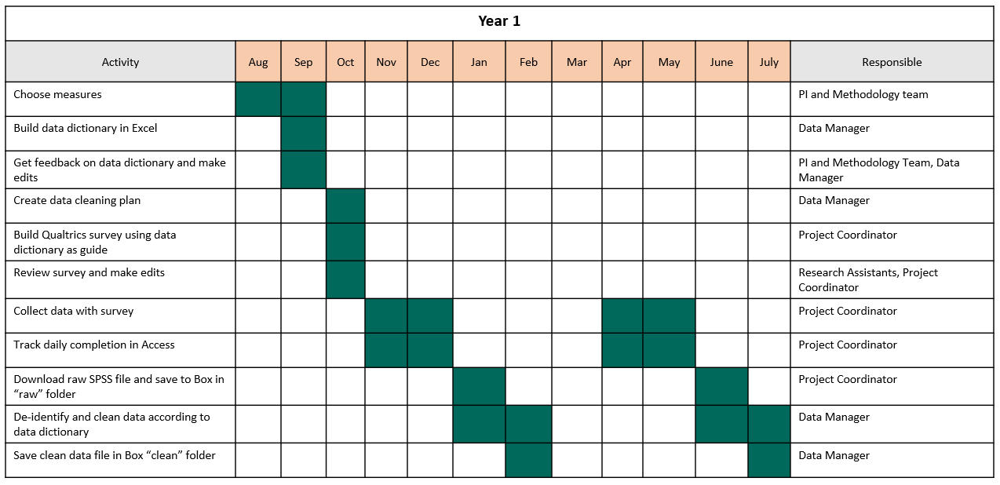 Year 1
Activity Aug Sep Oct Nov Dec Jan Feb Mar Apr May June July Responsible
Choose measures PI and Methodology team
Build data dictionary in Excel Data Manager
Get feedback on data dictionary and make PI and Methodology Team, Data
edits Manager
Create data cleaning plan Data Manager
Build Qualtrics survey using data Project Coordinator
dictionary as guide
Review survey and make edits Research Assistants, Project
Coordinator
Collect data with survey Project Coordinator
Track daily completion in Access Project Coordinator
Download raw SPSS file and save to Box in Project Coordinator
“raw” folder
De-identify and clean data according to Data Manager
data dictionary
Save clean data file in Box “clean” folder Data Manager